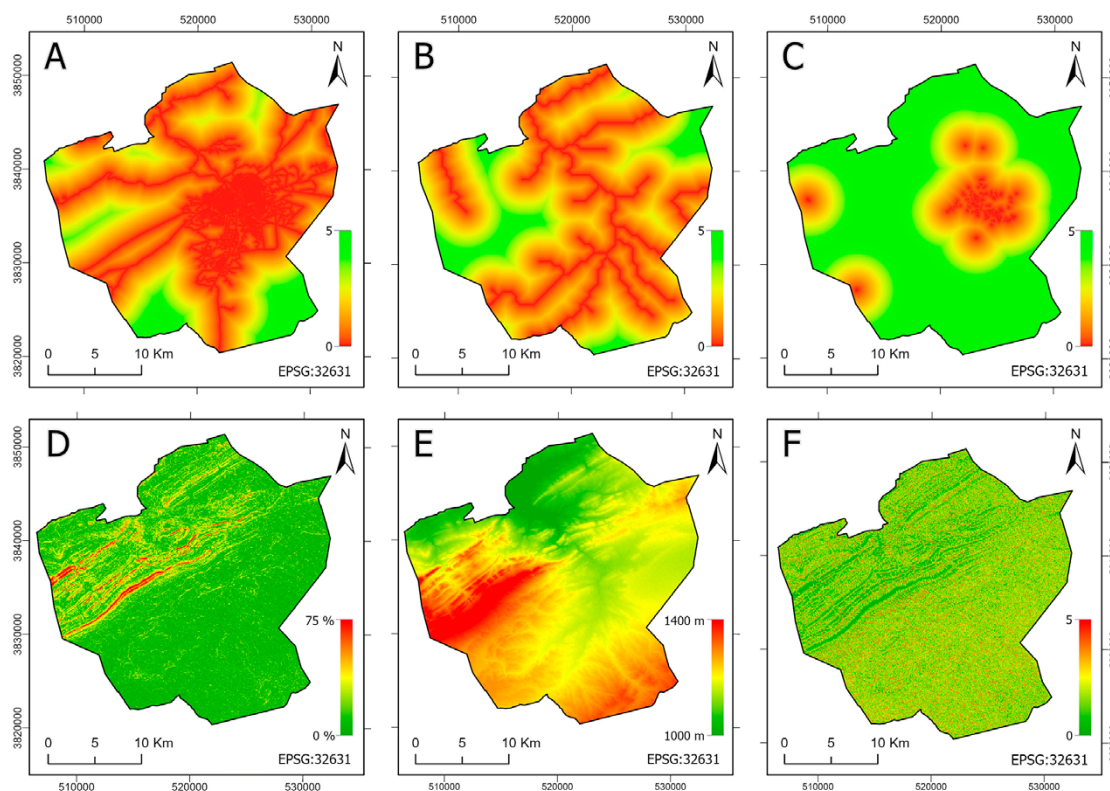 510000 520000 530000 510000 520000 530000 510000 520000 530000
A N B N C N
3850000
3840000
3830000
3820000
5 5 5
0 0 0
0 5 10 Km 0 5 10 Km 0 5 10 Km
EPSG:32631 EPSG:32631 EPSG:32631
D N E N F N
3850000
3840000
3830000
3820000
75 % 1400 m 5
0 % 1000 m 0
0 5 10 Km 0 5 10 Km 0 5 10 Km
EPSG:32631 EPSG:32631 EPSG:32631
510000 520000 530000 510000 520000 530000 510000 520000 530000